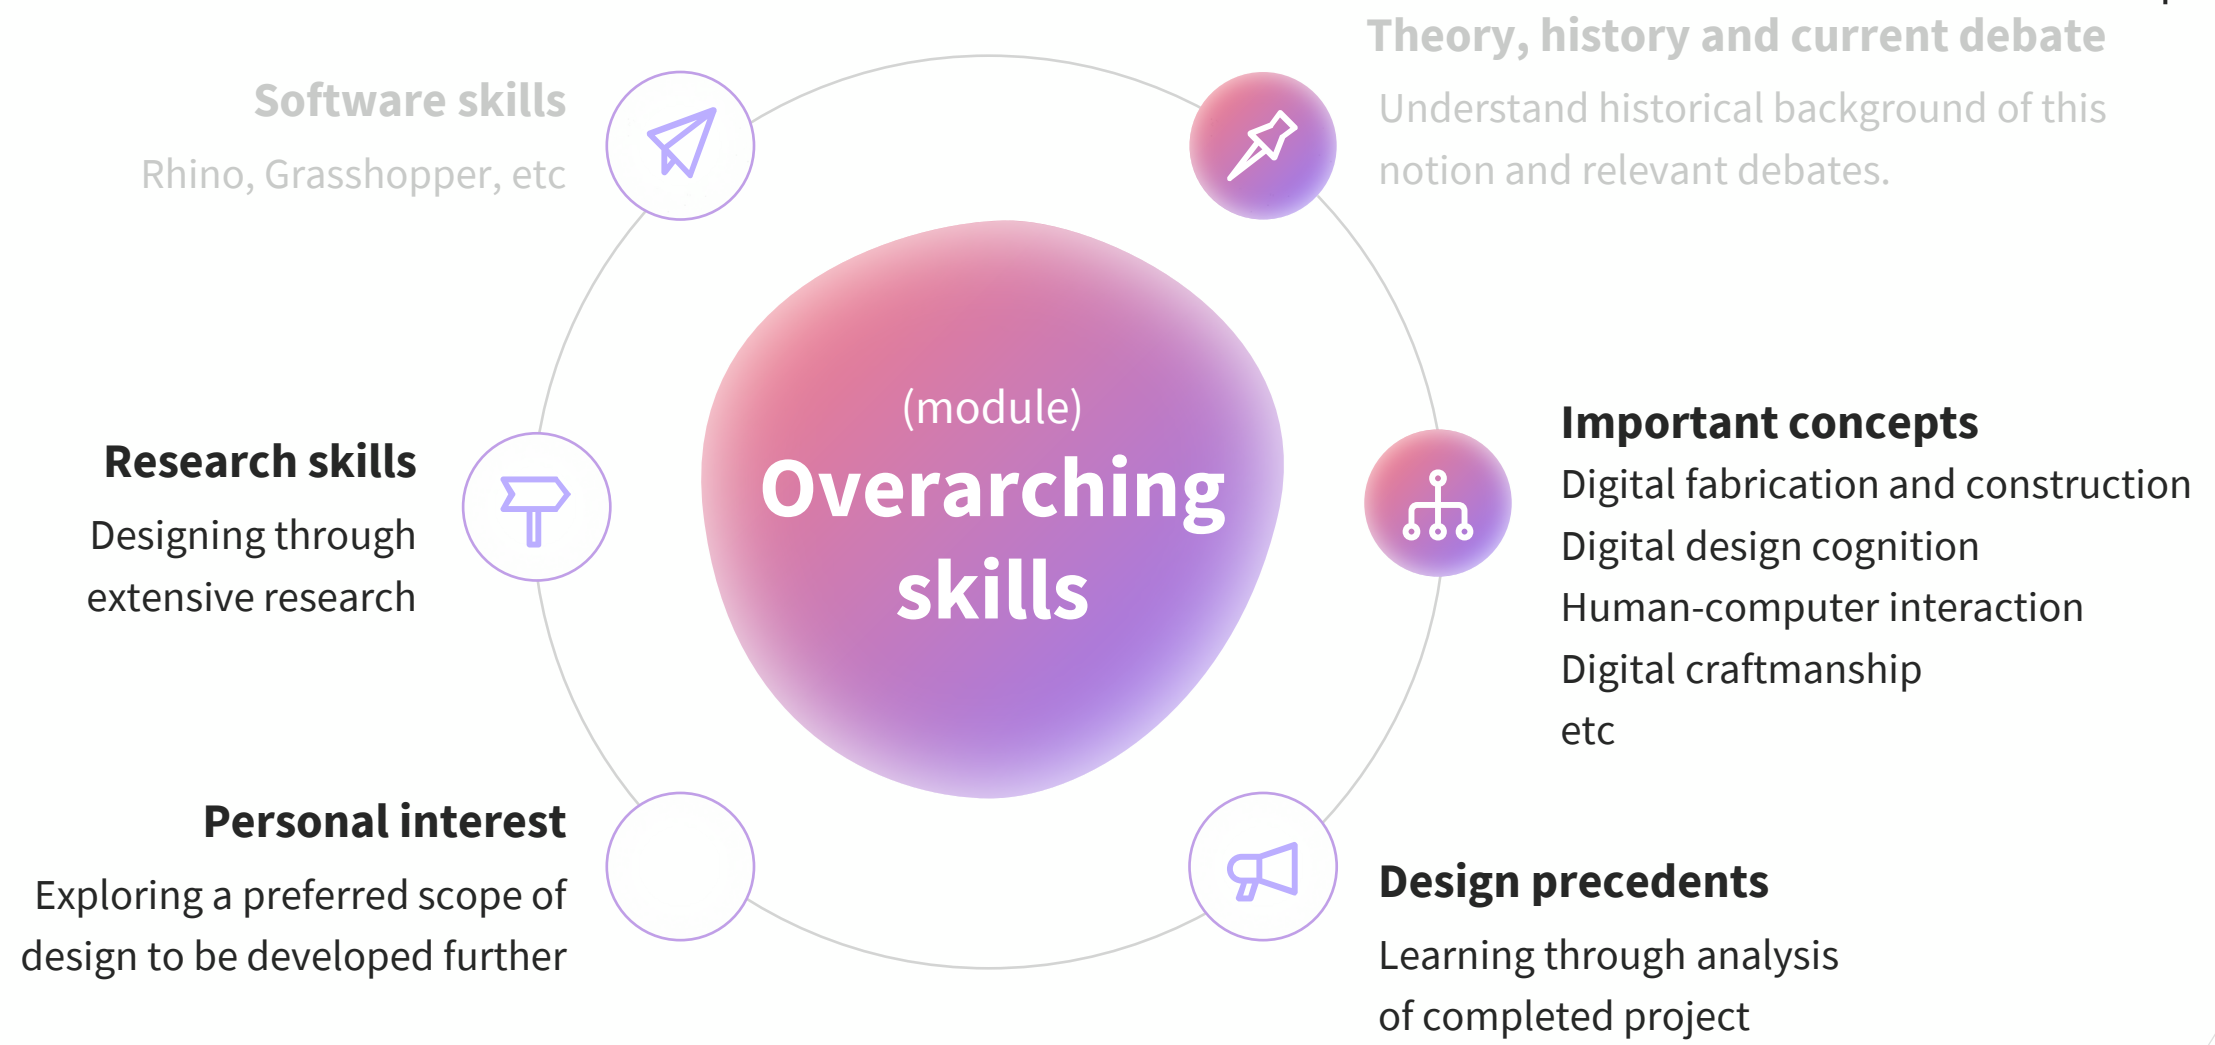 Theory, history and current debate
Understand historical background of this
notion and relevant debates.
Software skills
Rhino, Grasshopper, etc
(module)
Overarching
skills
Important concepts
Digital fabrication and construction
Digital design cognition
Human-computer interaction
Digital craftmanship
etc
Research skills
Designing through
extensive research
Personal interest
Exploring a preferred scope of
design to be developed further
Design precedents
Learning through analysis
of completed project